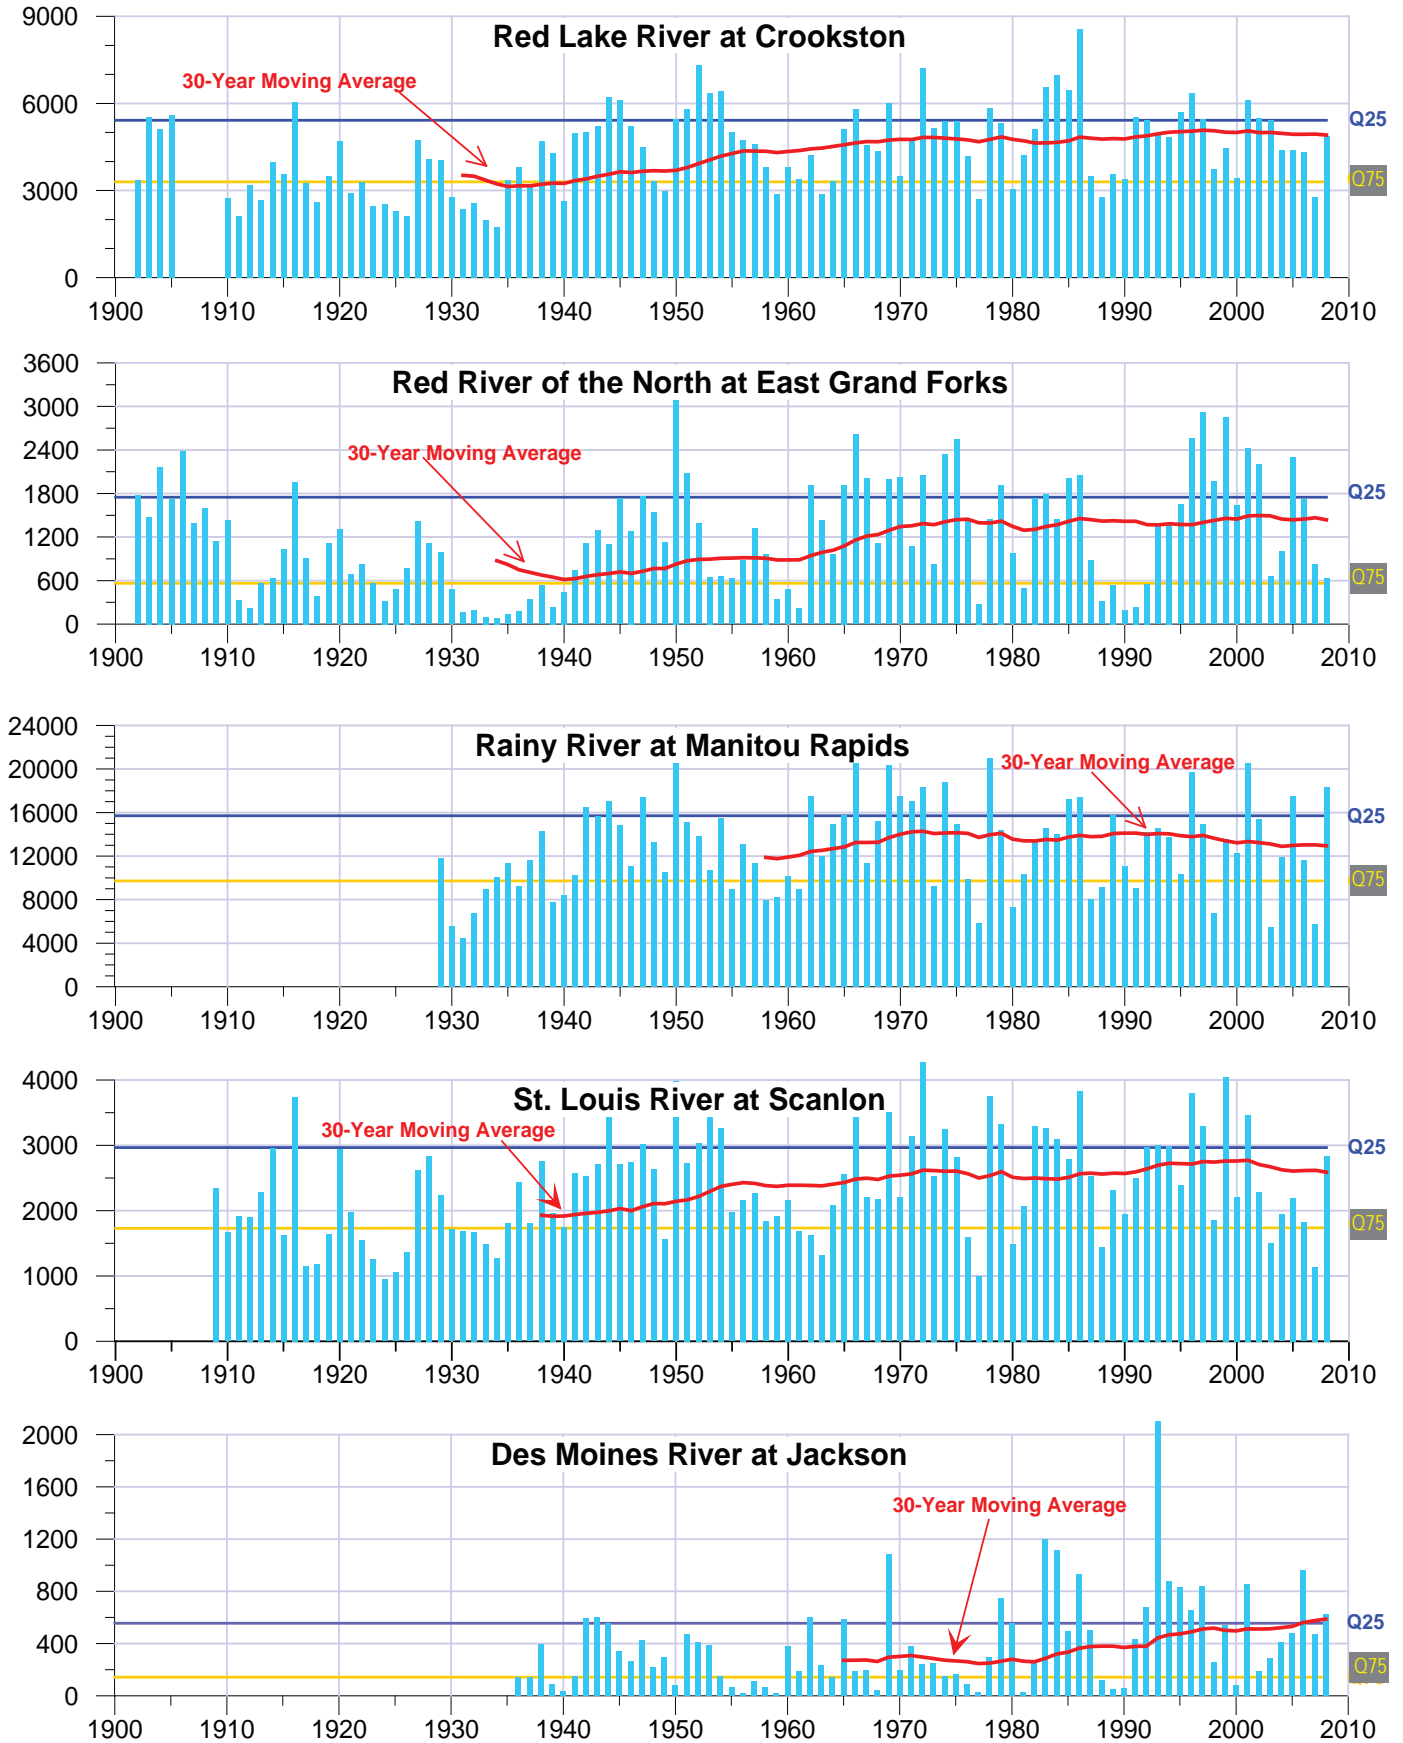 9000
Red Lake River at Crookston
30-Year Moving Average
6000
Q25
3000
Q75
0
1900 1910 1920 1930 1940 1950 1960 1970 1980 1990 2000 2010
3600
Red River of the North at East Grand Forks
3000
2400
30-Year Moving Average
1800
Q25
1200
600
Q75
0
1900 1910 1920 1930 1940 1950 1960 1970 1980 1990 2000 2010
24000
Rainy River at Manitou Rapids
20000
30-Year Moving Average
16000
Q25
12000
Q75
8000
4000
0
1900 1910 1920 1930 1940 1950 1960 1970 1980 1990 2000 2010
4000
St. Louis River at Scanlon
30-Year Moving Average
3000
Q25
2000
Q75
1000
0
1900 1910 1920 1930 1940 1950 1960 1970 1980 1990 2000 2010
2000
Des Moines River at Jackson
1600
30-Year Moving Average
1200
800
Q25
400
Q75
0
1900 1910 1920 1930 1940 1950 1960 1970 1980 1990 2000 2010